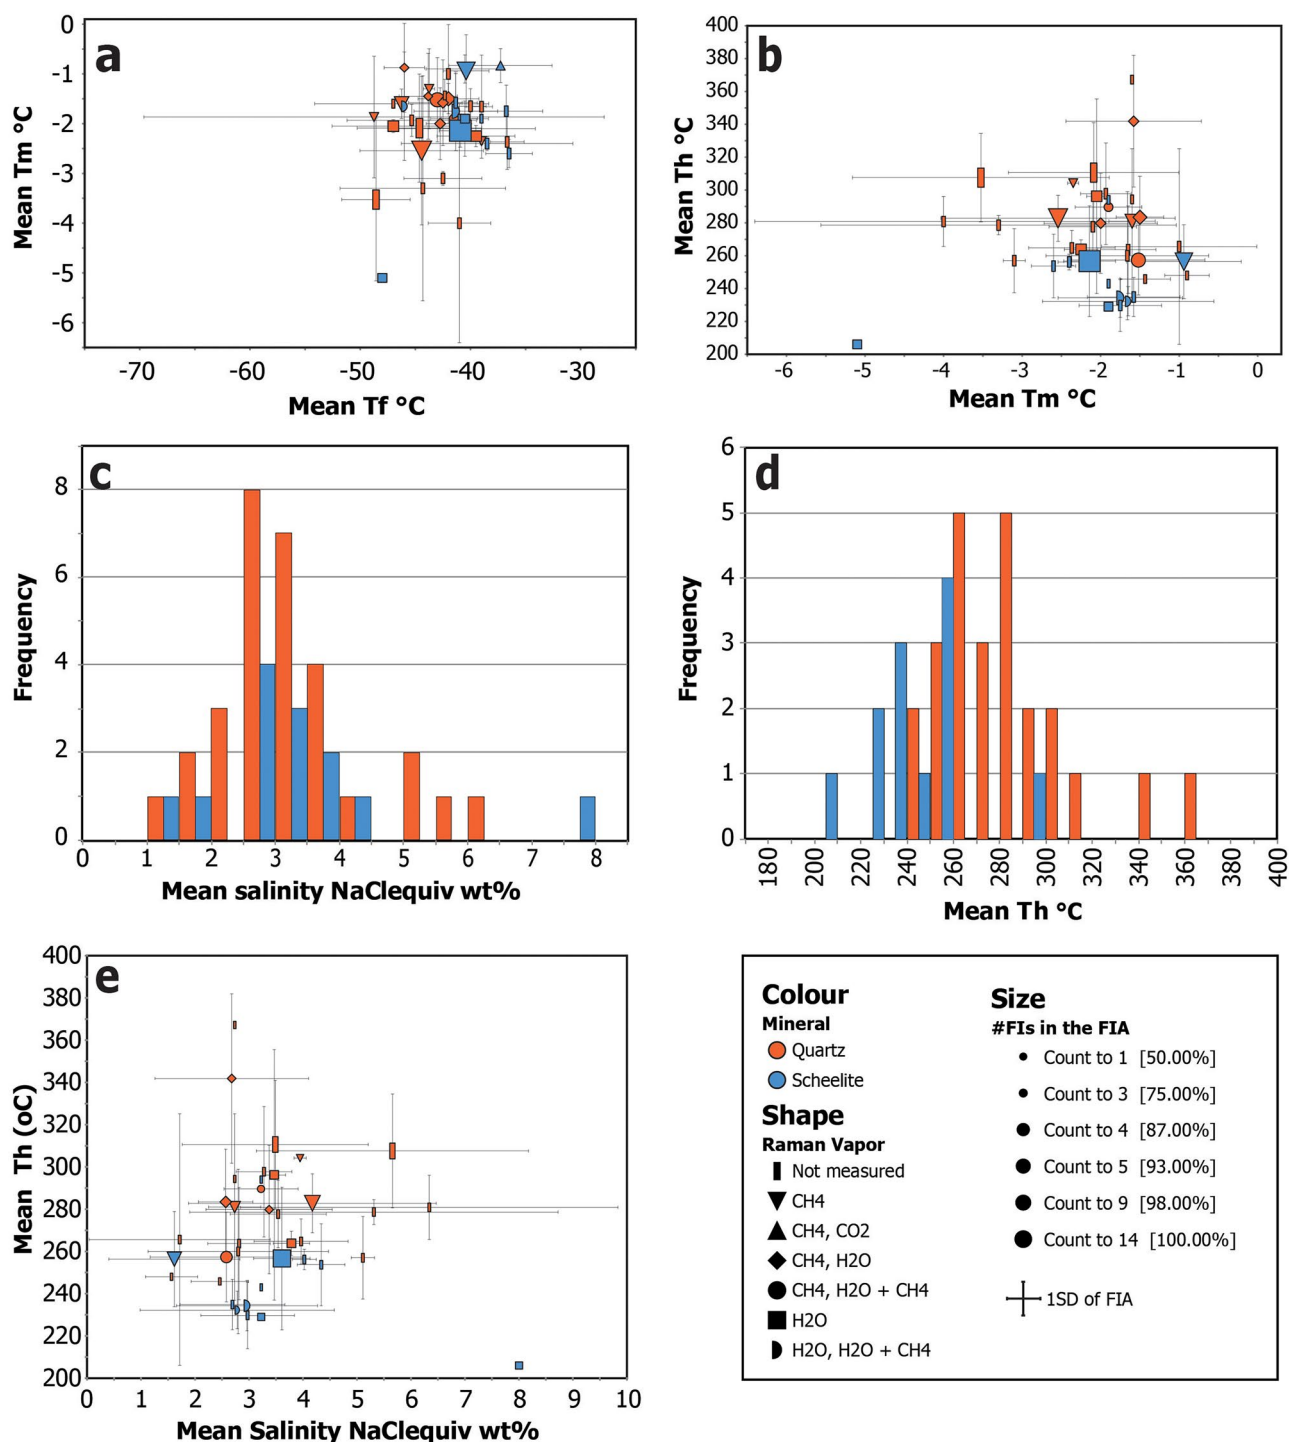 a
0
-1
-2
-3
-4
-5
-6
Mean Tm °C
-70
-60
-50
-40
-30
Mean Tf °C
b
400
380
360
340
320
300
280
260
240
220
200
Mean Th °C
-6
-5
-4
-3
-2
-1
0
Mean Tm °C
c
8
6
4
2
0
Frequency
0
1
2
3
4
5
6
7
8
Mean salinity NaClequiv wt%
d
6
5
4
3
2
1
0
Frequency
180
200
220
240
260
280
300
320
340
360
380
400
Mean Th °C
e
400
380
360
340
320
300
280
260
240
220
200
Mean Th (oC)
0
1
2
3
4
5
6
7
8
9
10
Mean Salinity NaClequiv wt%
Colour
Mineral
Quartz
Scheelite
Shape
Raman Vapor
Not measured
CH4
CH4, CO2
CH4, H2O
CH4, H2O + CH4
H2O
H2O, H2O + CH4
Size
#FIs in the FIA
Count to 1 [50.00%]
Count to 3 [75.00%]
Count to 4 [87.00%]
Count to 5 [93.00%]
Count to 9 [98.00%]
Count to 14 [100.00%]
1SD of FIA